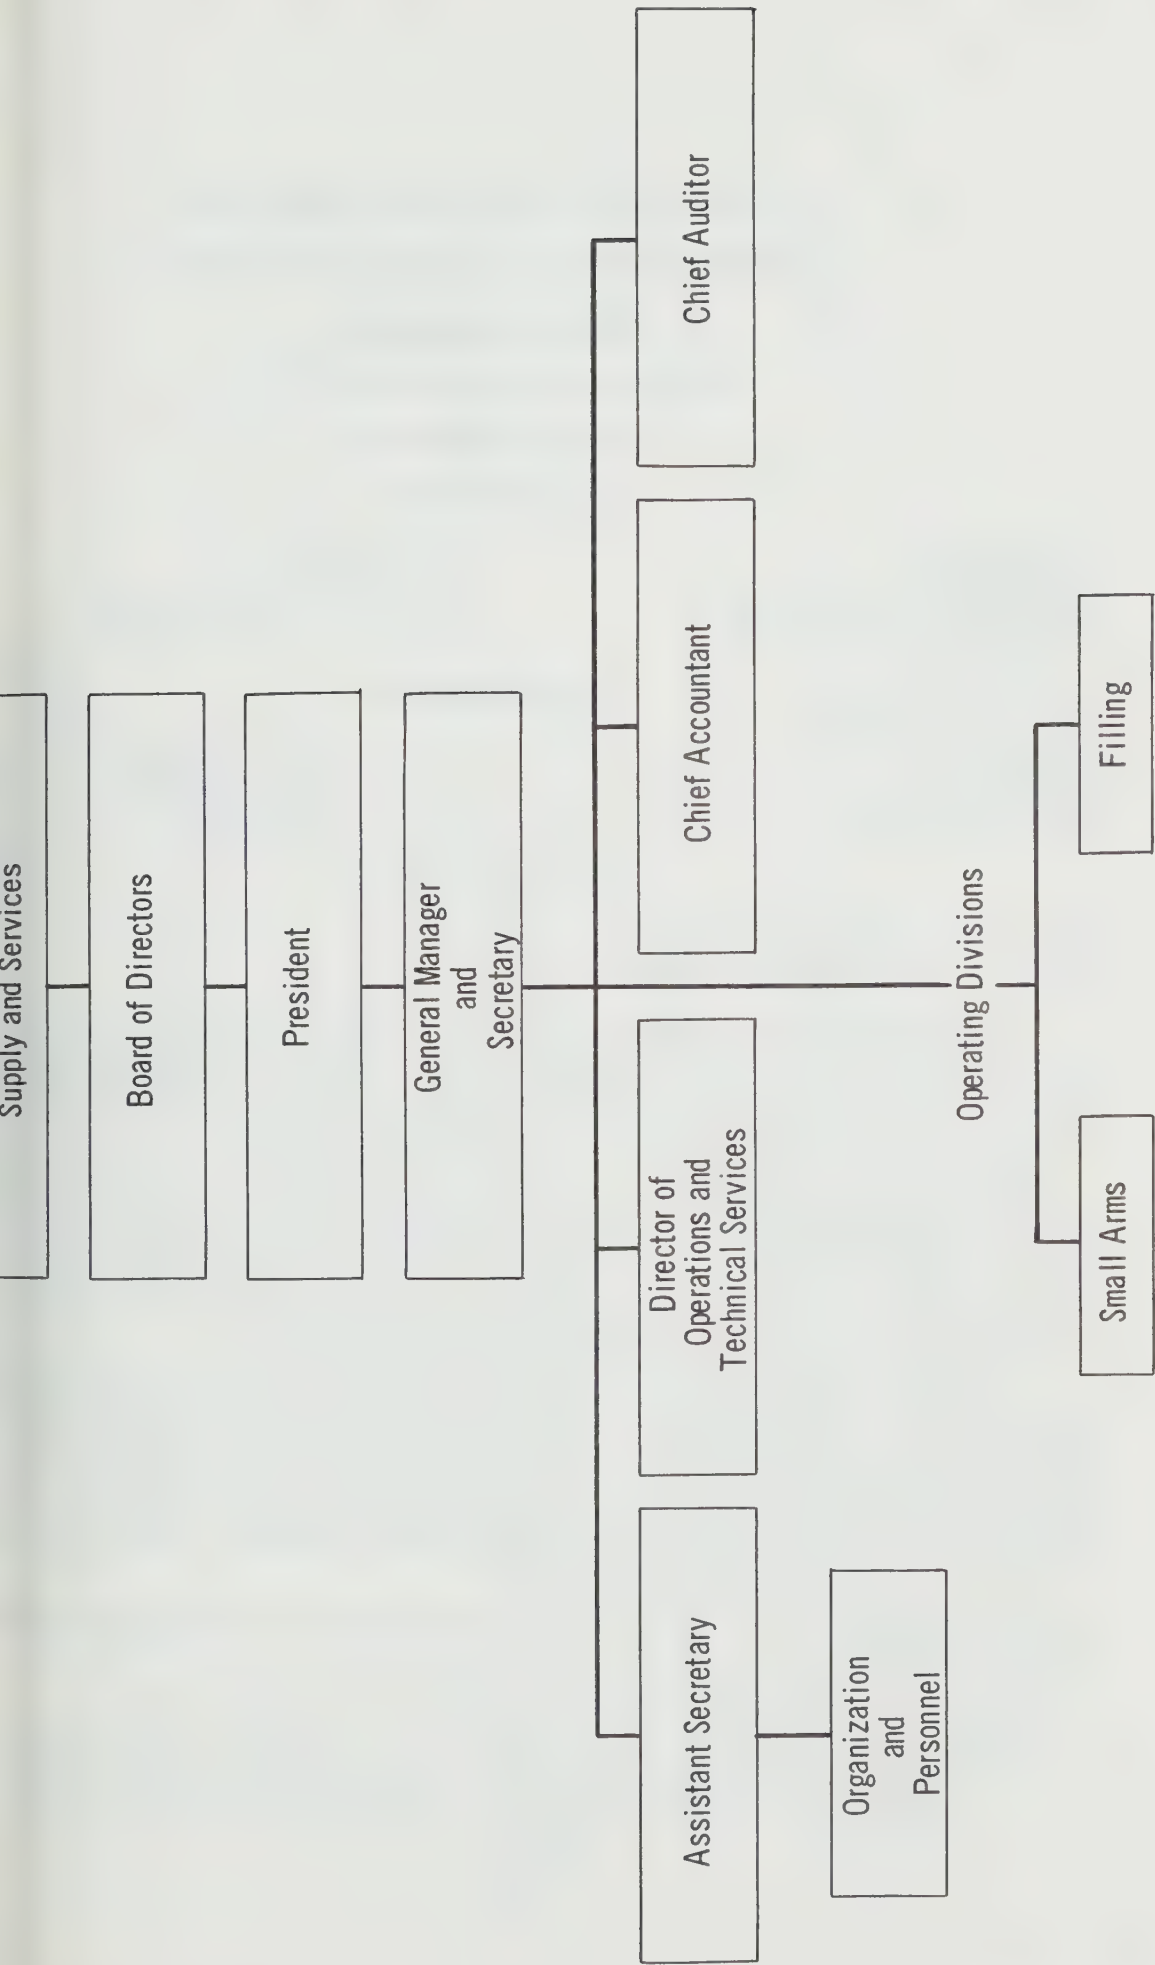 Supply and Services
Board of Directors
President
General Manager
and
Secretary
Assistant Secretary
Director of
Operations and
Technical Services
Chief Accountant
Chief Auditor
Organization
and
Personnel
Operating Divisions
Small Arms
Filling